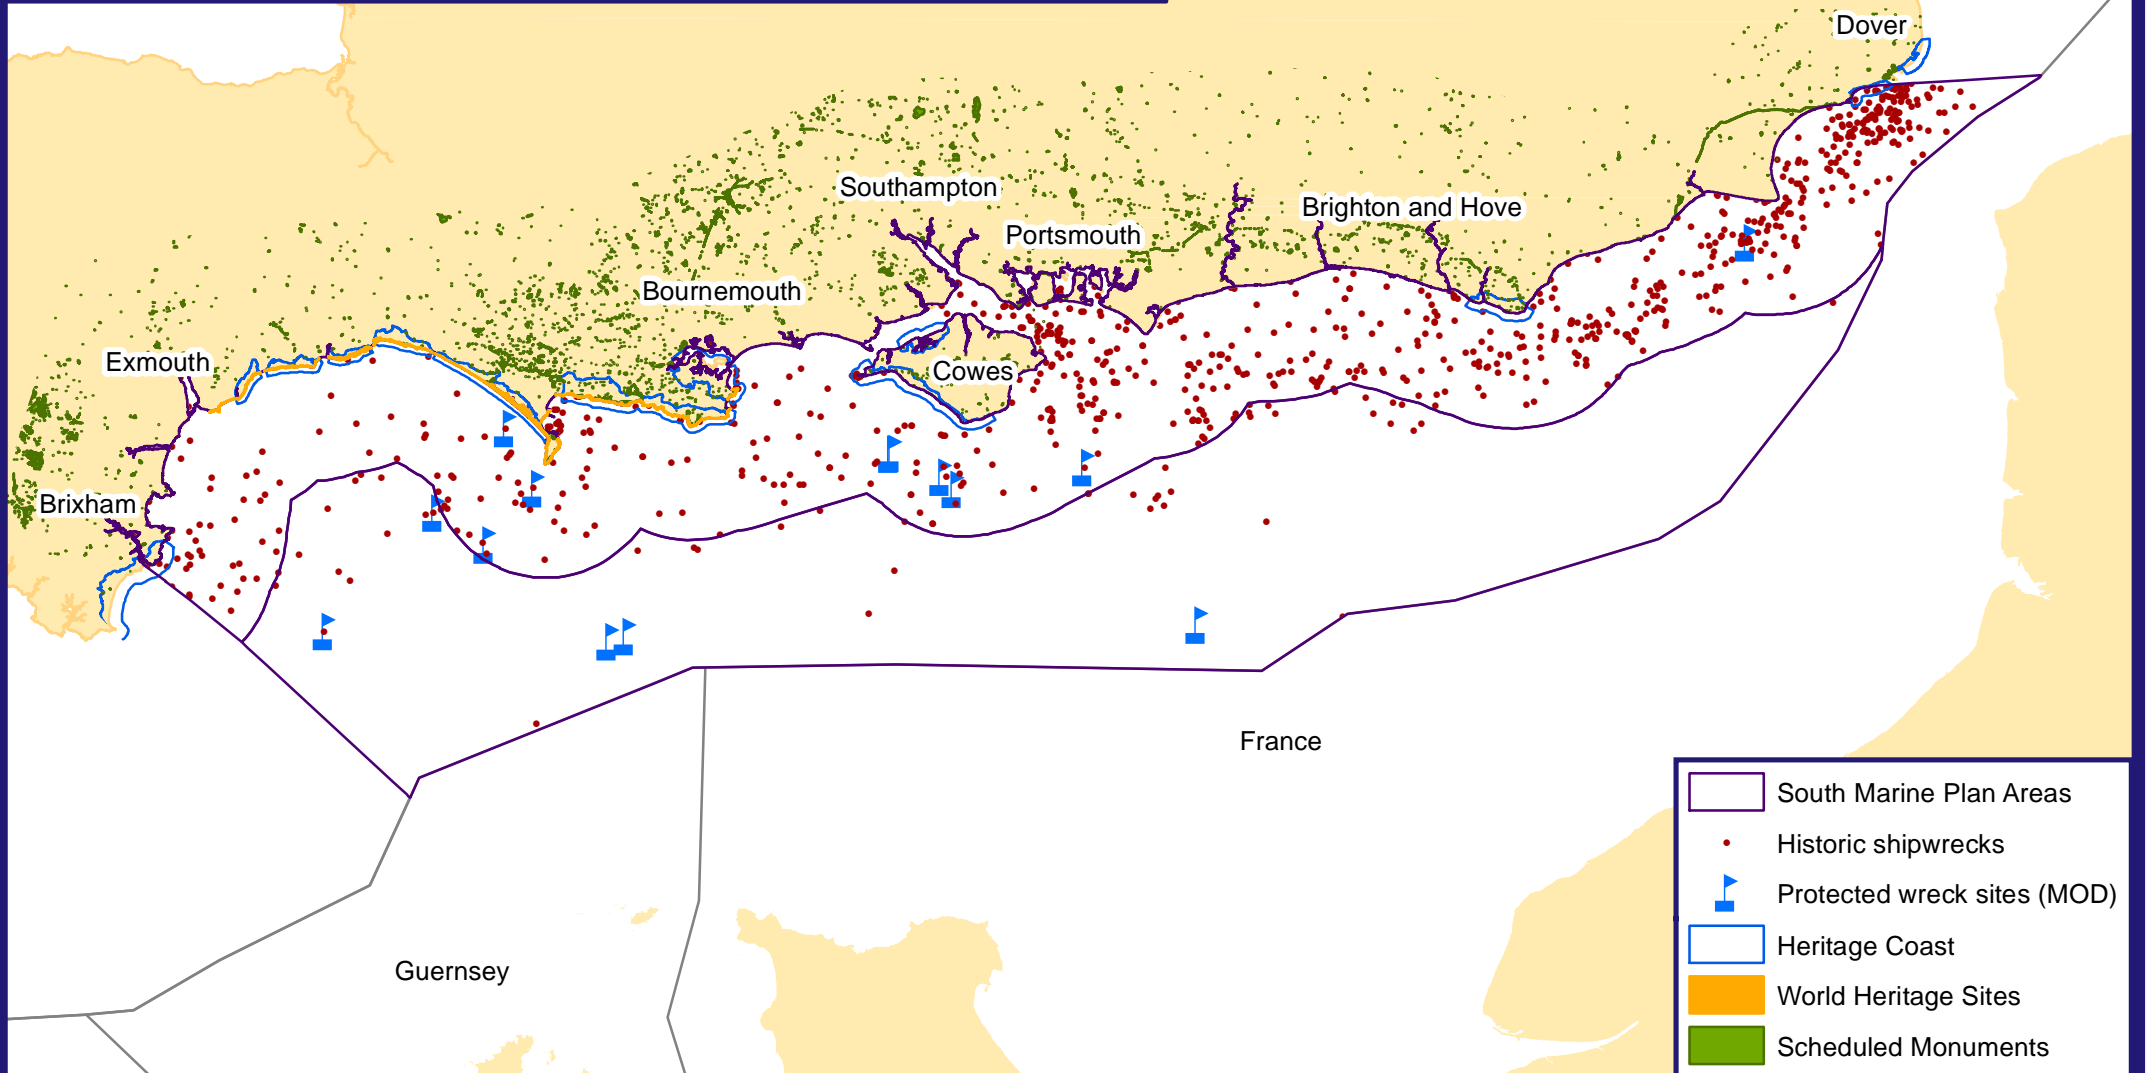 Dover
Southampton
Brighton and Hove
Portsmouth
Bournemouth
Exmouth
Cowes
Brixham
France
Guernsey
South Marine Plan Areas
Historic shipwrecks
Protected wreck sites (MOD)
Heritage Coast
World Heritage Sites
Scheduled Monuments